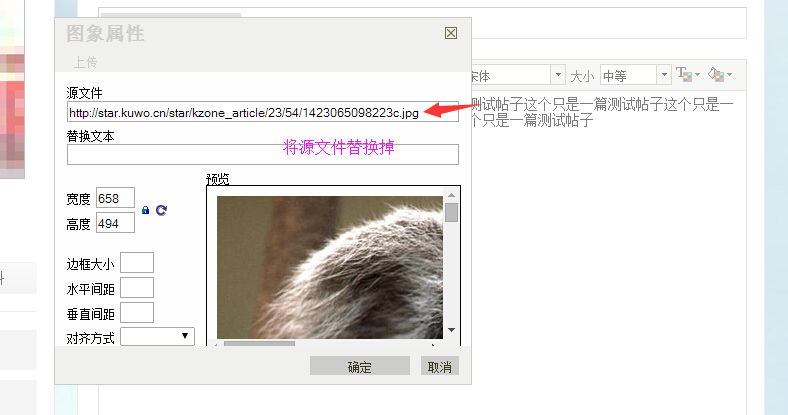 图象属性
上传
源文件
http://star.kuwo.cn/star/kzone_article/23/54/1423065098223c.jpg
替换文本
将源文件替换掉
预览
宽度 658
高度 494
边框大小
水平间距
垂直间距
对齐方式
确定 取消
体 大小 中等
测试帖子这个只是一篇测试帖子这个只是一
个只是一篇测试帖子